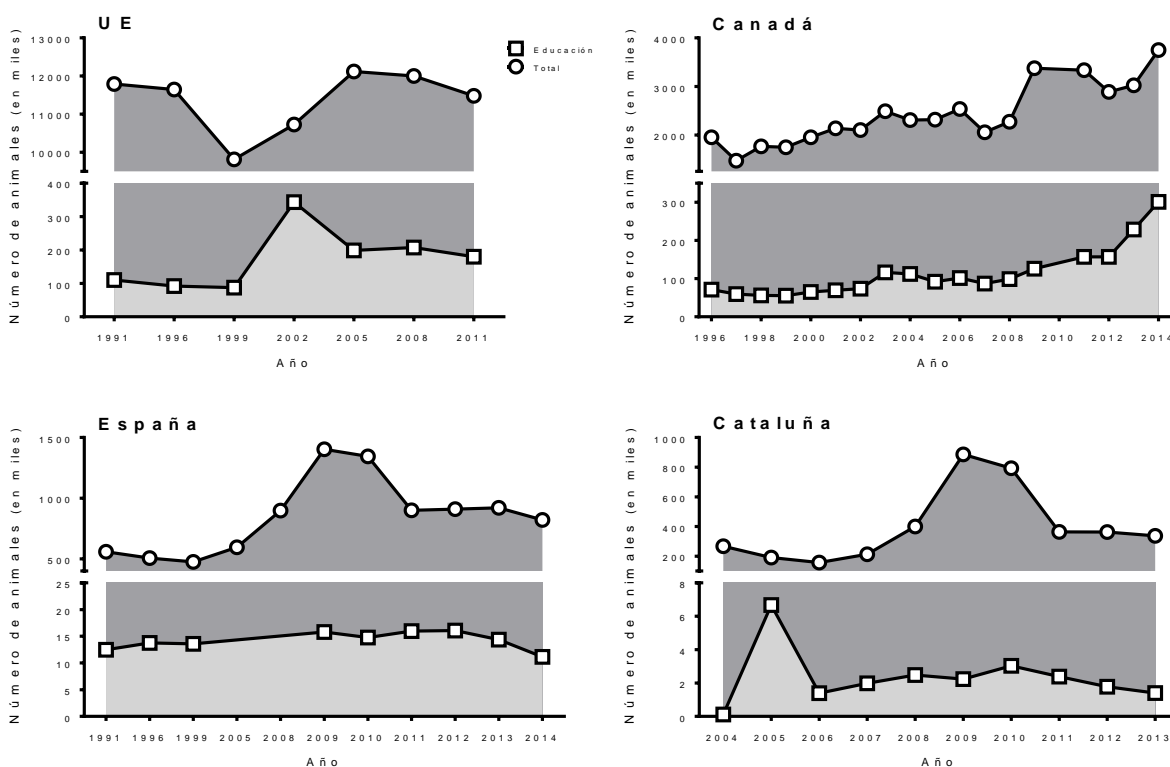 UE
Número de animales (en miles)
13000
12000
11000
10000
400
300
200
100
0
1991 1996 1999 2002 2005 2008 2011
Año
Educación
Total
Canadá
Número de animales (en miles)
4000
3000
2000
300
200
100
0
1996 1998 2000 2002 2004 2006 2008 2010 2012 2014
Año
España
Número de animales (en miles)
1500
1000
500
25
20
15
10
5
0
1991 1996 1999 2005 2008 2009 2010 2011 2012 2013 2014
Año
Cataluña
Número de animales (en miles)
1000
800
600
400
200
8
6
4
2
0
2004 2005 2006 2007 2008 2009 2010 2011 2012 2013
Año